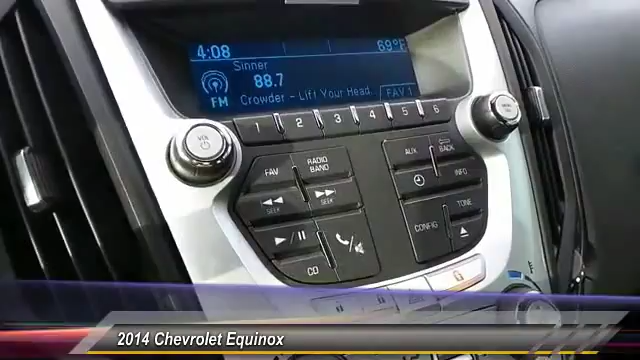 4:08 69°F
Sinner
88.7
FM
Crowder - Lift Your Head
FAV 1
1 2 3 4 5 6
VOL
FAV RADIO BAND
SEEK SEEK
CD
AUX BACK
INFO
CONFIG TONE
2014 Chevrolet Equinox